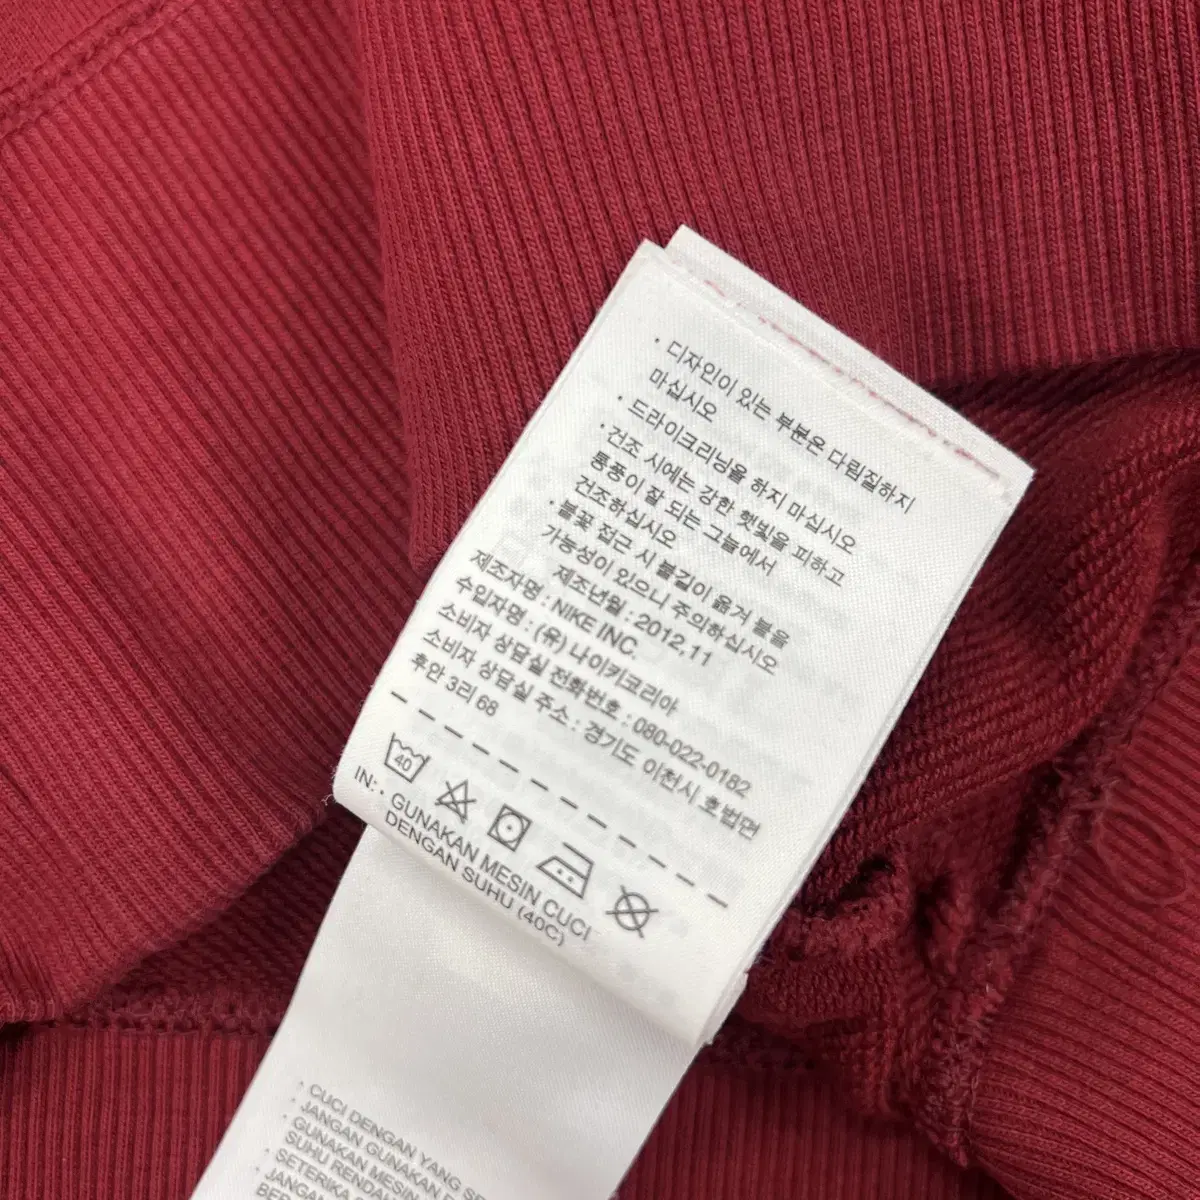 · 디자인이 있는 부분은 다림질하지
마십시오
· 드라이크리닝을 하지 마십시오
· 건조 시에는 강한 햇빛을 피하고
통풍이 잘 되는 그늘에서
건조하십시오
· 불꽃 접근 시 불길이 옮겨 붙을
가능성이 있으니 주의하십시오
제조년월 : 2012.11
제조자명 : NIKE INC.
수입자명 : (유) 나이키코리아
소비자 상담실 전화번호 : 080-022-0182
소비자 상담실 주소 : 경기도 이천시 호법면
후안 3리 68
40
IN: · GUNAKAN MESIN CUCI
DENGAN SUHU (40C)
· CUCI DENGAN YANG
· JANGAN GUNAKAN
· GUNAKAN MESIN
SUHU RENDA
· SETERIKA
· JANGAN